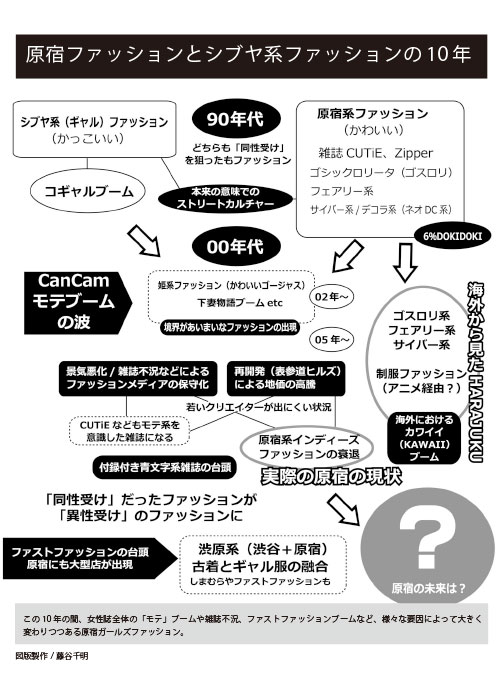 原宿ファッションとシブヤ系ファッションの10年
90年代
どちらも「同性受け」
を狙ったもファッション
シブヤ系（ギャル）ファッション
（かっこいい）
コギャルブーム
本来の意味での
ストリートカルチャー
原宿系ファッション
（かわいい）
雑誌 CUTiE、Zipper
ゴシックロリータ（ゴスロリ）
フェアリー系
サイバー系 / デコラ系（ネオDC系）
6%DOKIDOKI
00年代
CanCam
モテブーム
の波
姫系ファッション（かわいいゴージャス）
下妻物語ブーム etc
境界があいまいなファッションの出現
02年〜
05年〜
ゴスロリ系
フェアリー系
サイバー系
制服ファッション
（アニメ経由？）
海外における
カワイイ
（KAWAII）
ブーム
海外から見たHARAJUKU
景気悪化 / 雑誌不況などによる
ファッションメディアの保守化
再開発（表参道ヒルズ）
による地価の高騰
若いクリエイターが出にくい状況
CUTiE などもモテ系を
意識した雑誌になる
原宿系インディーズ
ファッションの衰退
付録付き青文字系雑誌の台頭
実際の原宿の現状
「同性受け」だったファッションが
「異性受け」のファッションに
ファストファッションの台頭
原宿にも大型店が出現
渋原系（渋谷＋原宿）
古着とギャル服の融合
しまむらやファストファッションも
?
原宿の未来は？
この10年の間、女性誌全体の「モテ」ブームや雑誌不況、ファストファッションブームなど、様々な要因によって大きく
変わりつつある原宿ガールズファッション。
図版製作 / 藤谷千明